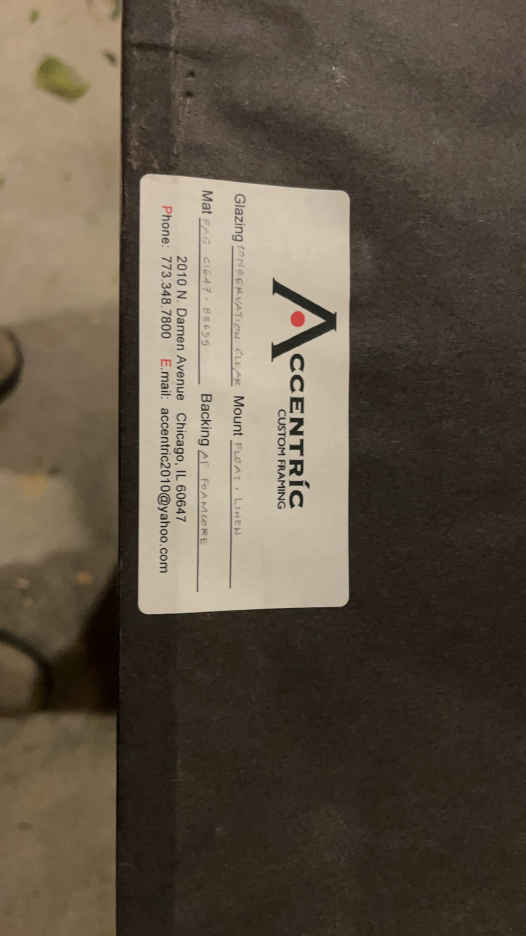 ACCENTRÍC
CUSTOM FRAMING
Glazing CONSERVATION CLEAR Mount FLOAT, LINEN
Mat Backing AF FOAMCORE
2010 N. Damen Avenue Chicago, IL 60647
Phone: 773.348.7800 E.mail: accentric2010@yahoo.com